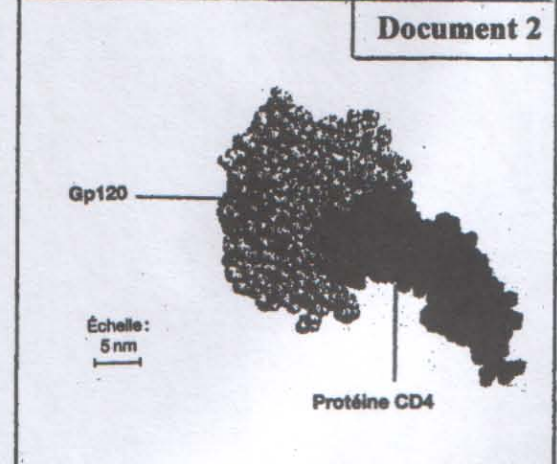 Document 2
Gp120
Échelle :
5 nm
Protéine CD4